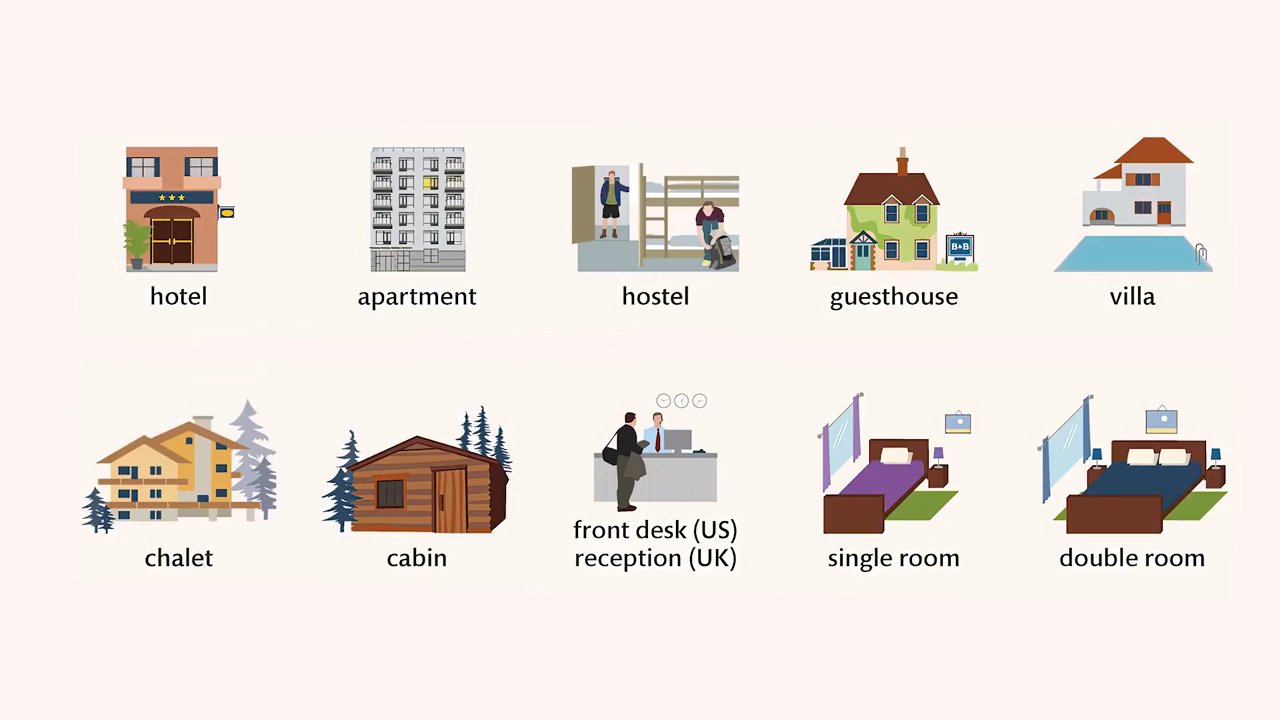 B&B
hotel
apartment
hostel
guesthouse
villa
chalet
cabin
front desk (US)
reception (UK)
single room
double room